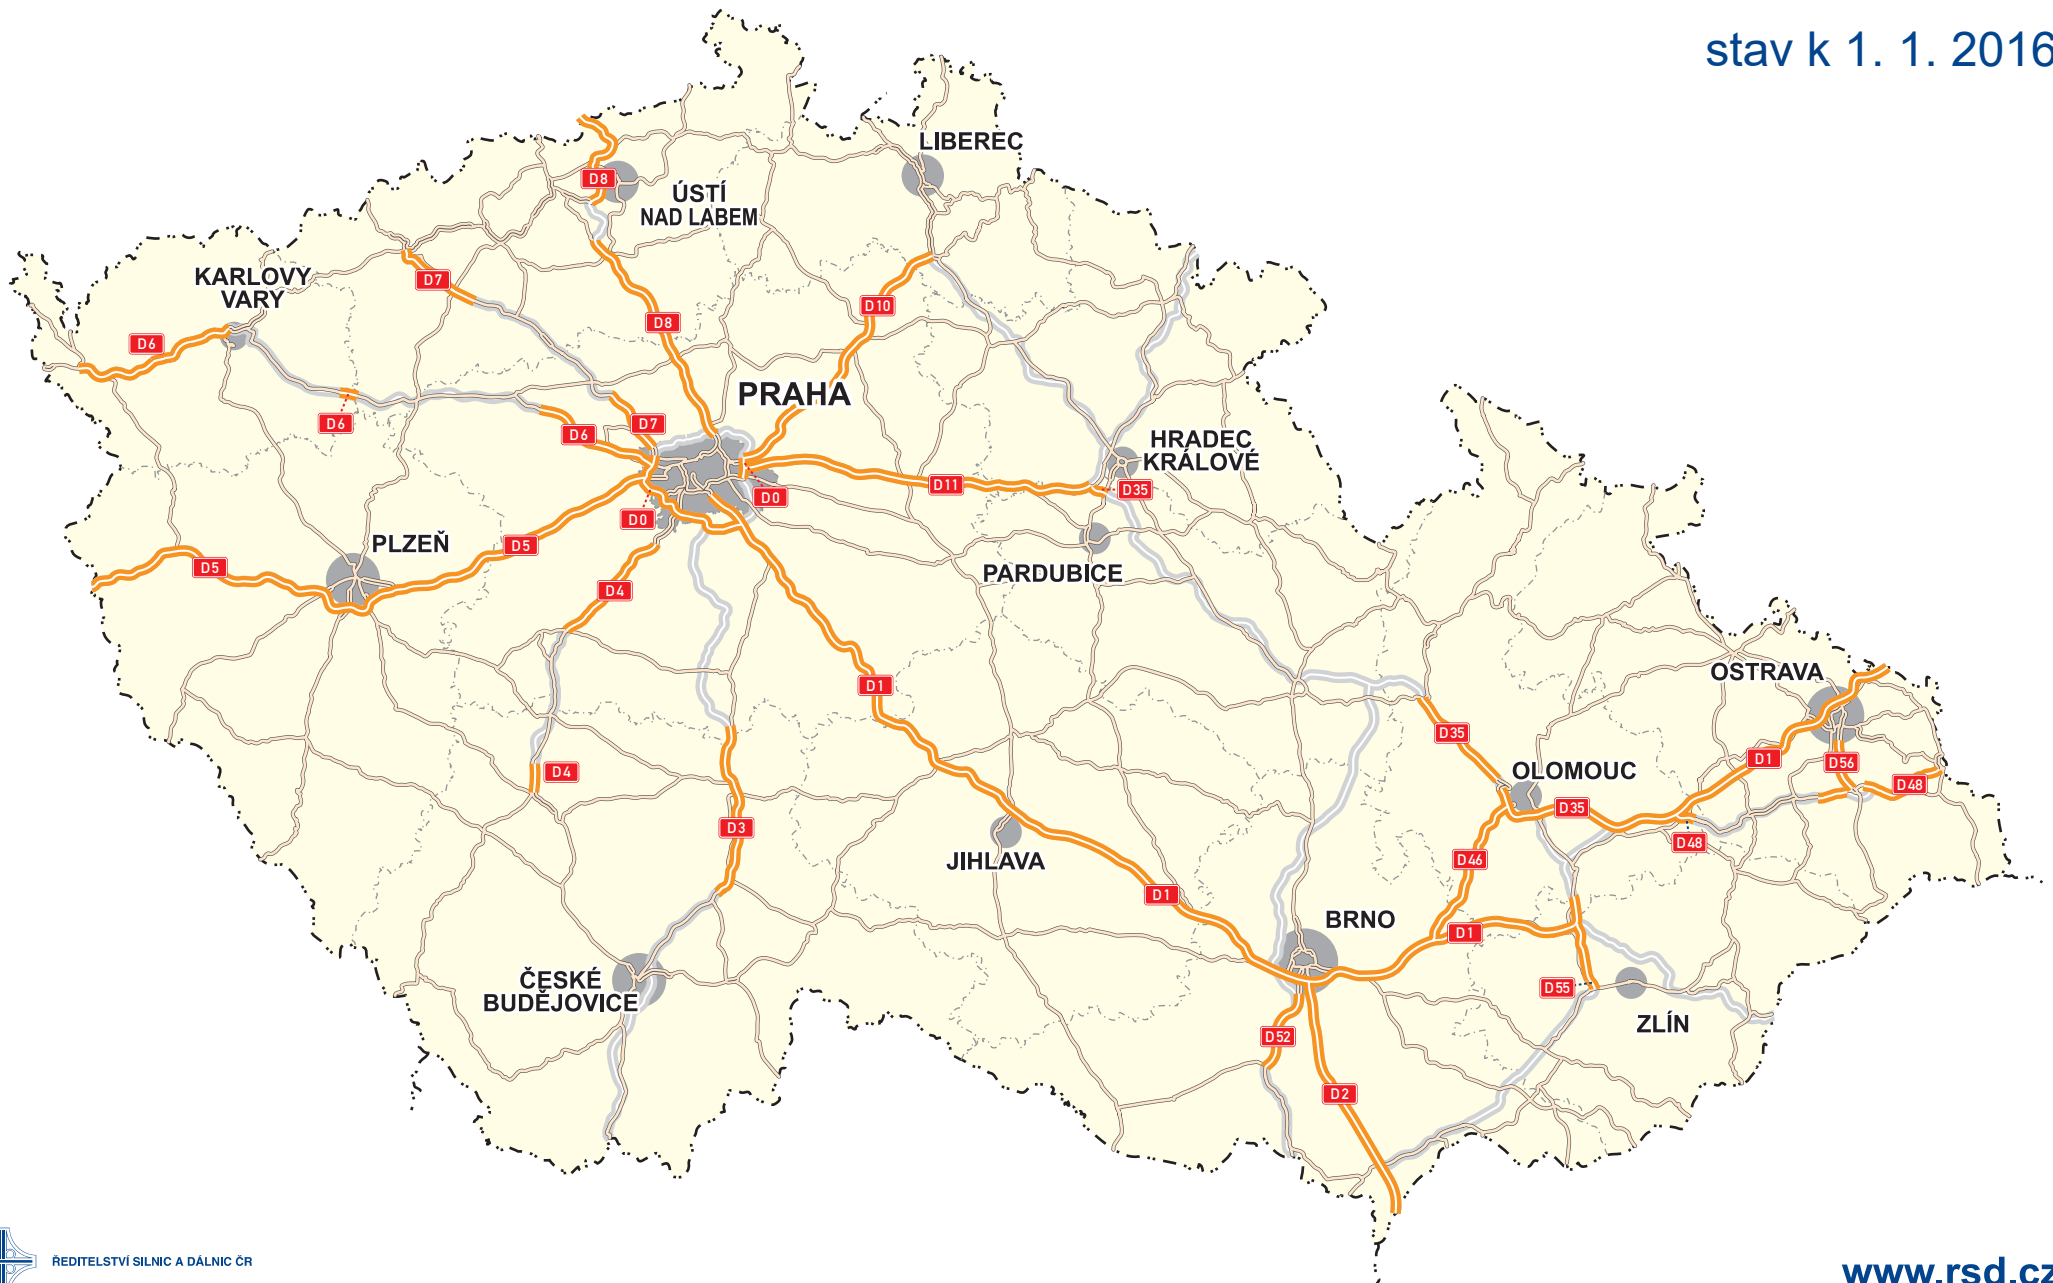 stav k 1. 1. 2016
LIBEREC
D8
ÚSTÍ
NAD LABEM
KARLOVY
VARY
D7
D10
D8
D6
PRAHA
D6
D7
D6
HRADEC
KRÁLOVÉ
D11
D35
D0
D0
PLZEŇ
D5
D5
PARDUBICE
D4
OSTRAVA
D1
D35
D1
D56
D4
OLOMOUC
D48
D35
D3
D48
JIHLAVA
D46
D1
BRNO
D1
ČESKÉ
BUDĚJOVICE
D55
ZLÍN
D52
D2
ŘEDITELSTVÍ SILNIC A DÁLNIC ČR
www.rsd.cz